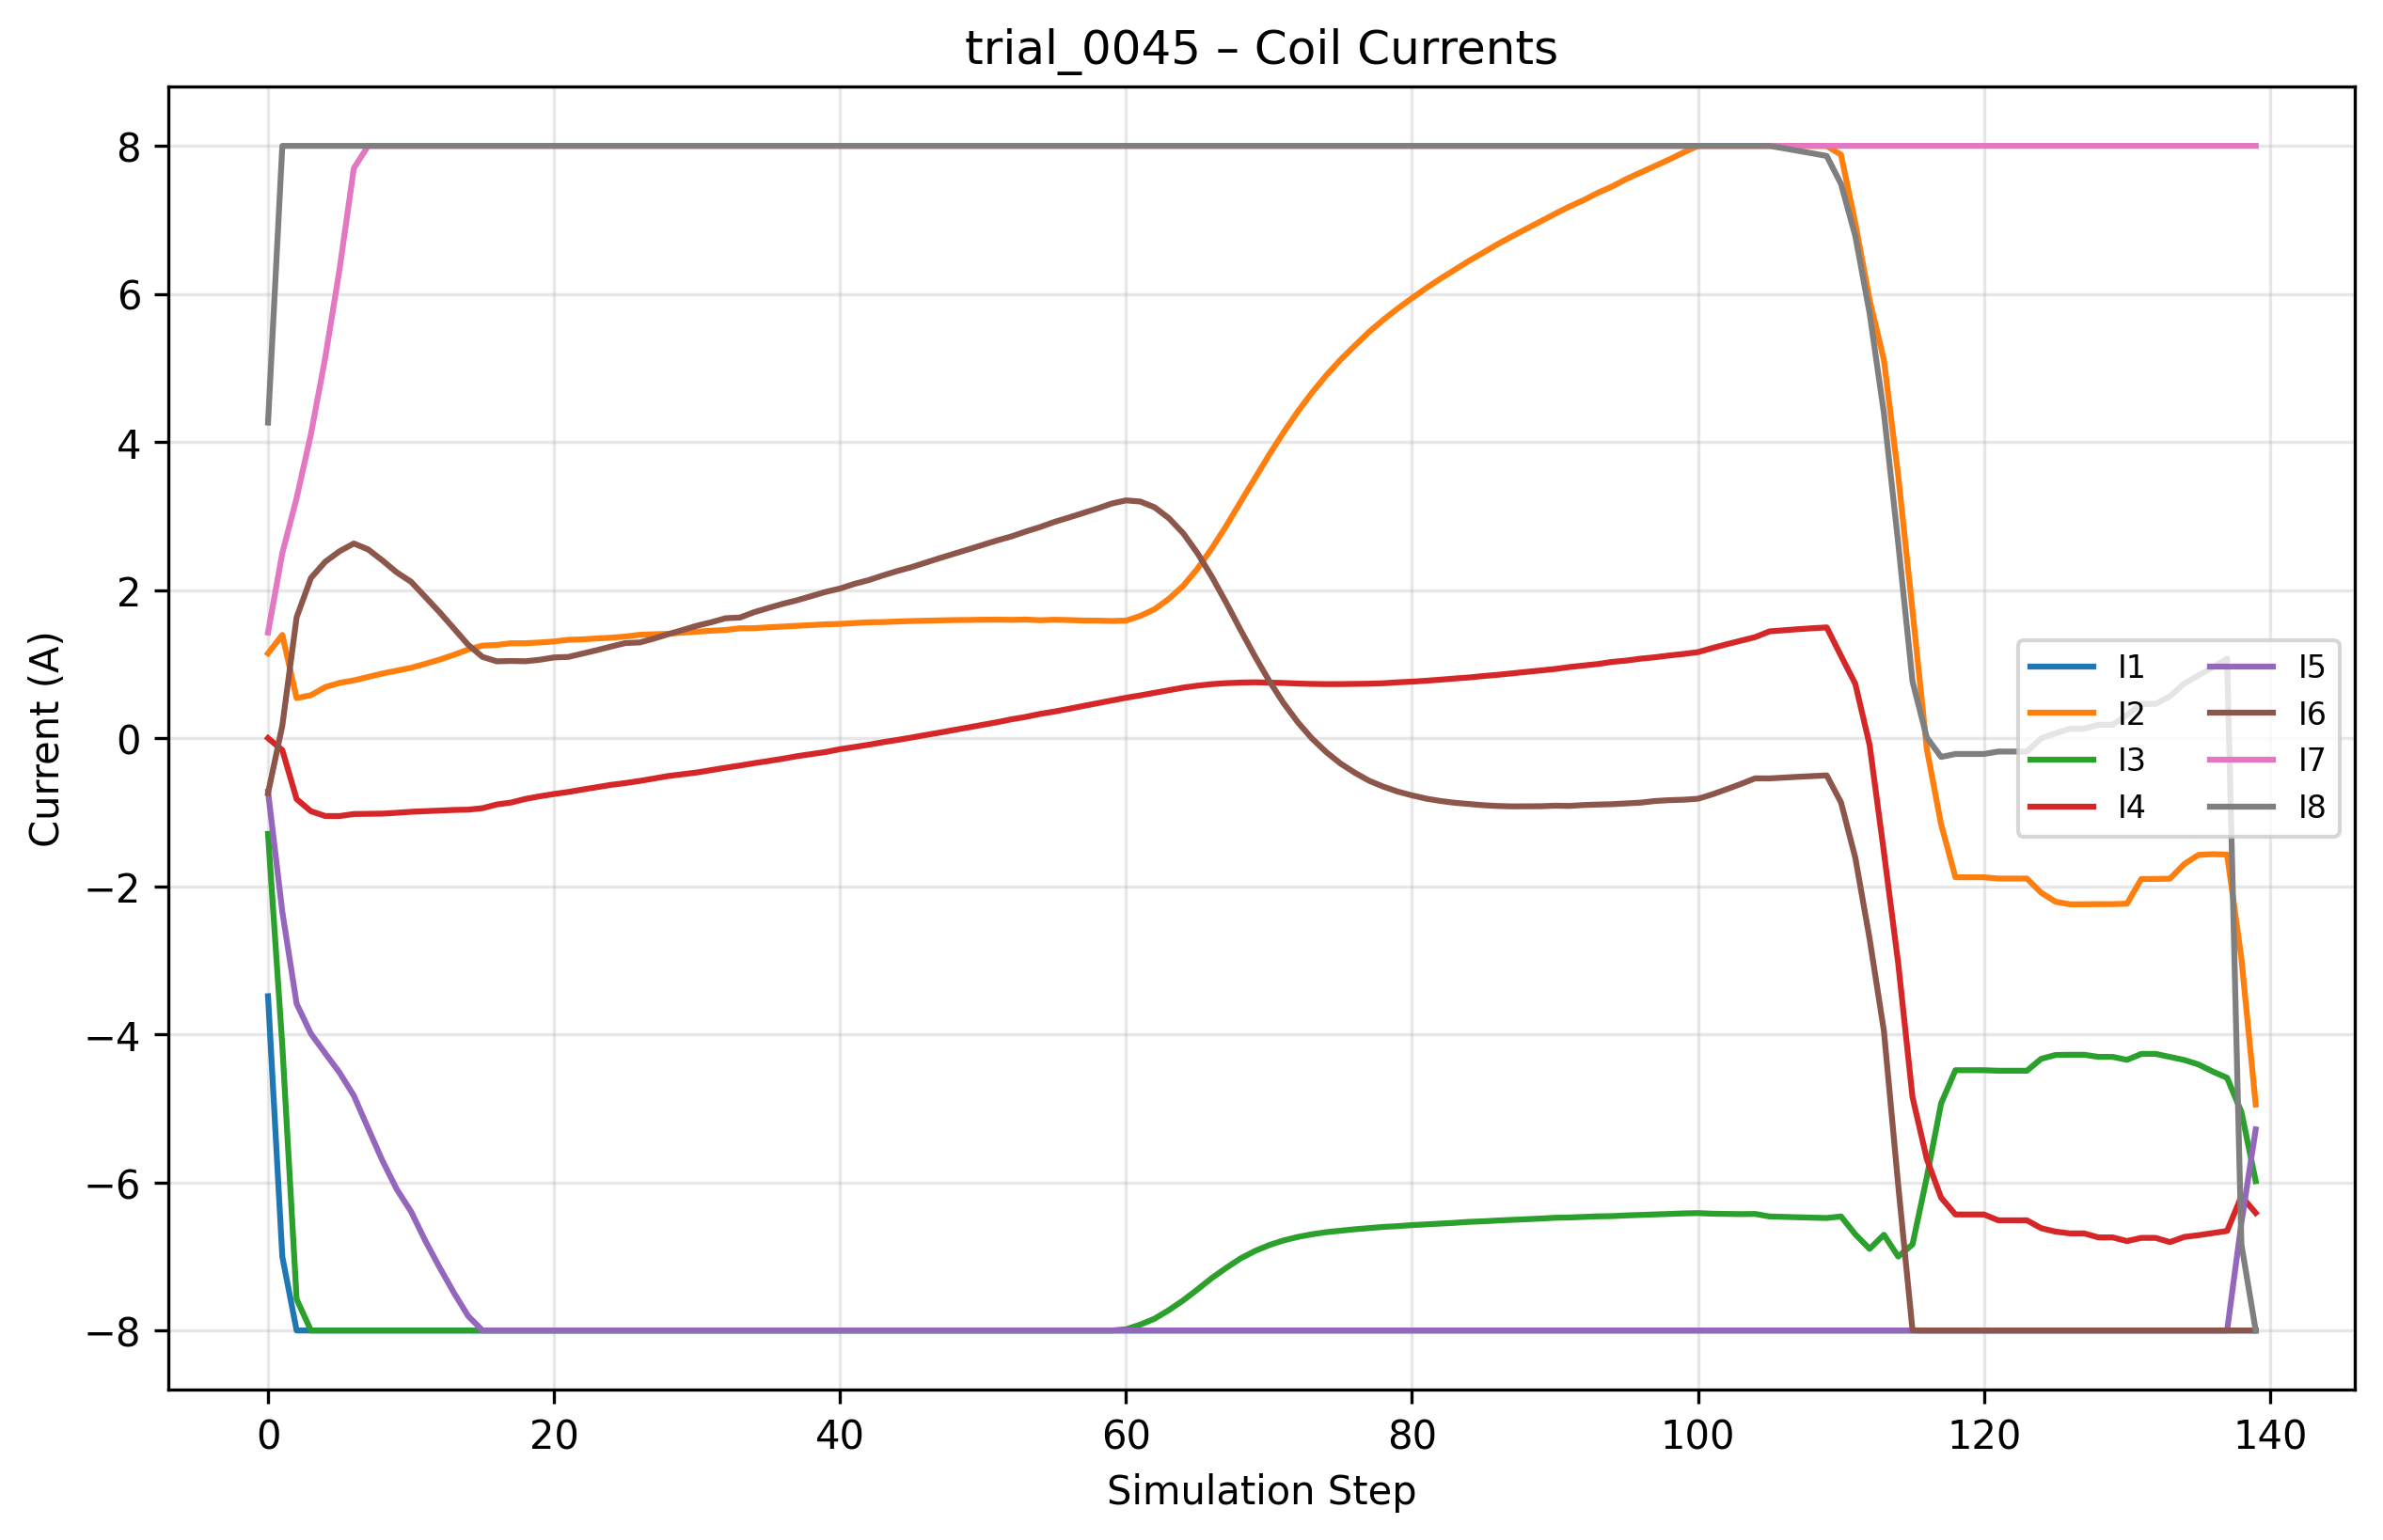 trial_0045 – Coil Currents
Current (A)
8
6
4
2
0
−2
−4
−6
−8
I1
I2
I3
I4
I5
I6
I7
I8
0 20 40 60 80 100 120 140
Simulation Step